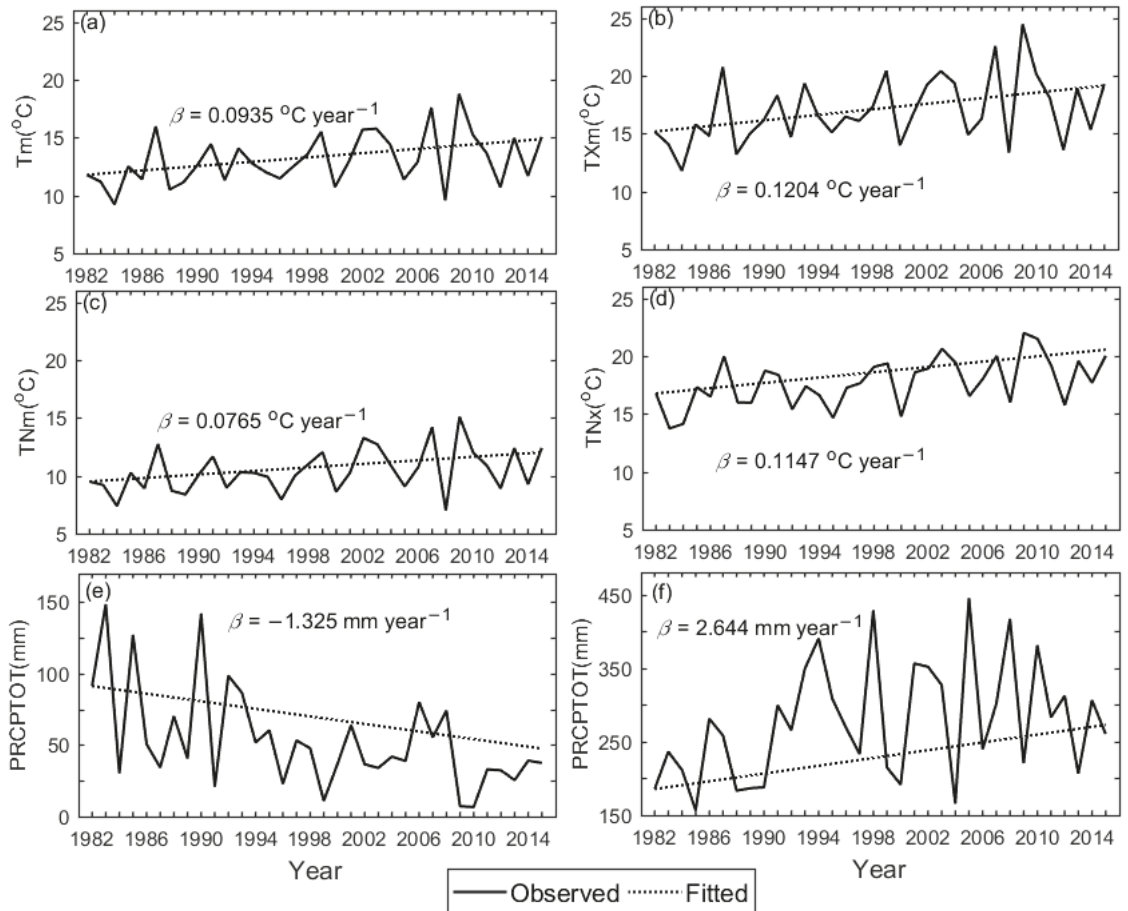 (a)
25
20
15
10
5
Tm(°C)
β = 0.0935 °C year−1
1982 1986 1990 1994 1998 2002 2006 2010 2014
(b)
25
20
15
10
5
TXm(°C)
β = 0.1204 °C year−1
1982 1986 1990 1994 1998 2002 2006 2010 2014
(c)
25
20
15
10
5
TNm(°C)
β = 0.0765 °C year−1
1982 1986 1990 1994 1998 2002 2006 2010 2014
(d)
25
20
15
10
5
TNx(°C)
β = 0.1147 °C year−1
1982 1986 1990 1994 1998 2002 2006 2010 2014
(e)
150
100
50
0
PRCPTOT(mm)
β = −1.325 mm year−1
1982 1986 1990 1994 1998 2002 2006 2010 2014
Year
(f)
450
350
250
150
PRCPTOT(mm)
β = 2.644 mm year−1
1982 1986 1990 1994 1998 2002 2006 2010 2014
Year
Observed Fitted